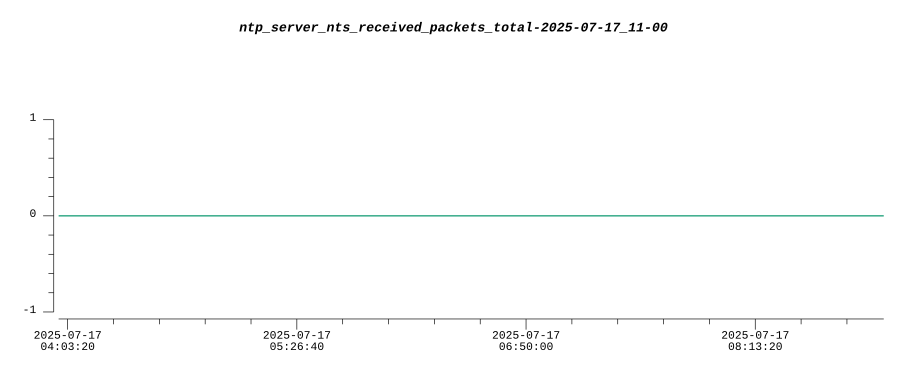 ntp_server_nts_received_packets_total-2025-07-17_11-00
1
0
-1
2025-07-17 2025-07-17 2025-07-17 2025-07-17
04:03:20 05:26:40 06:50:00 08:13:20